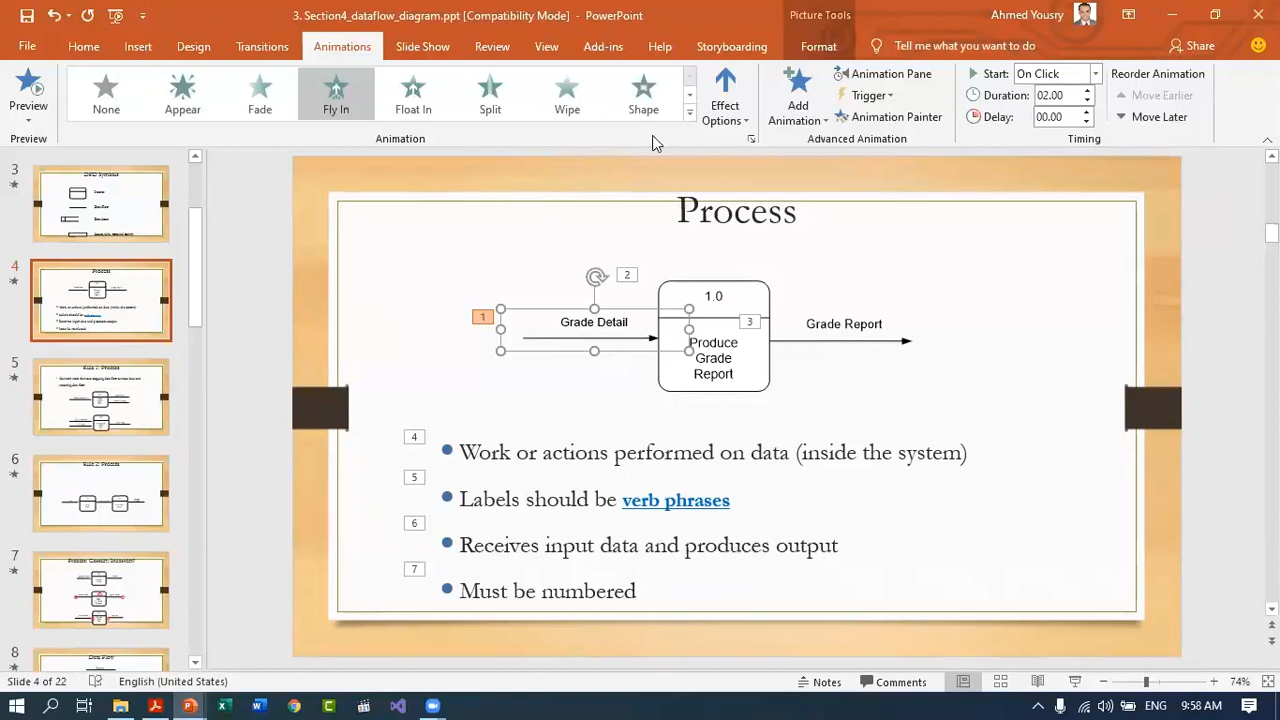 3. Section4_dataflow_diagram.ppt [Compatibility Mode] - PowerPoint
Picture Tools
Ahmed Yousry
File Home Insert Design Transitions Animations Slide Show Review View Add-ins Help Storyboarding Format Tell me what you want to do Share
Preview
None Appear Fade Fly In Float In Split Wipe Shape
Effect Options
Add Animation
Animation Pane
Trigger
Animation Painter
Start: On Click
Duration: 02.00
Delay: 00.00
Reorder Animation
Move Earlier
Move Later
Preview Animation Advanced Animation Timing
3
4
5
6
7
8
Process
2
1.0
1
Grade Detail
3
Grade Report
Produce
Grade
Report
4
Work or actions performed on data (inside the system)
5
Labels should be verb phrases
6
Receives input data and produces output
7
Must be numbered
Slide 4 of 22 English (United States) Notes Comments 74%
ENG 9:58 AM